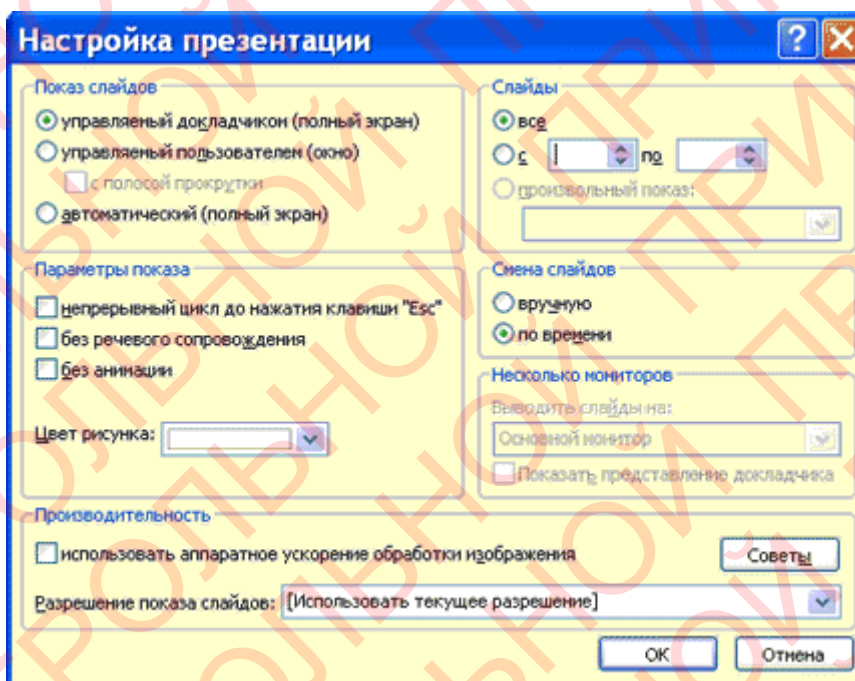 Настройка презентации
Показ слайдов
управляемый докладчиком (полный экран)
управляемый пользователем (окно)
с полосой прокрутки
автоматический (полный экран)
Слайды
все
с по
произвольный показ:
Параметры показа
непрерывный цикл до нажатия клавиши "Esc"
без речевого сопровождения
без анимации
Цвет рисунка:
Смена слайдов
вручную
по времени
Несколько мониторов
Выводить слайды на:
Основной монитор
Показать представление докладчика
Производительность
использовать аппаратное ускорение обработки изображения
Советы
Разрешение показа слайдов: [Использовать текущее разрешение]
ОК Отмена